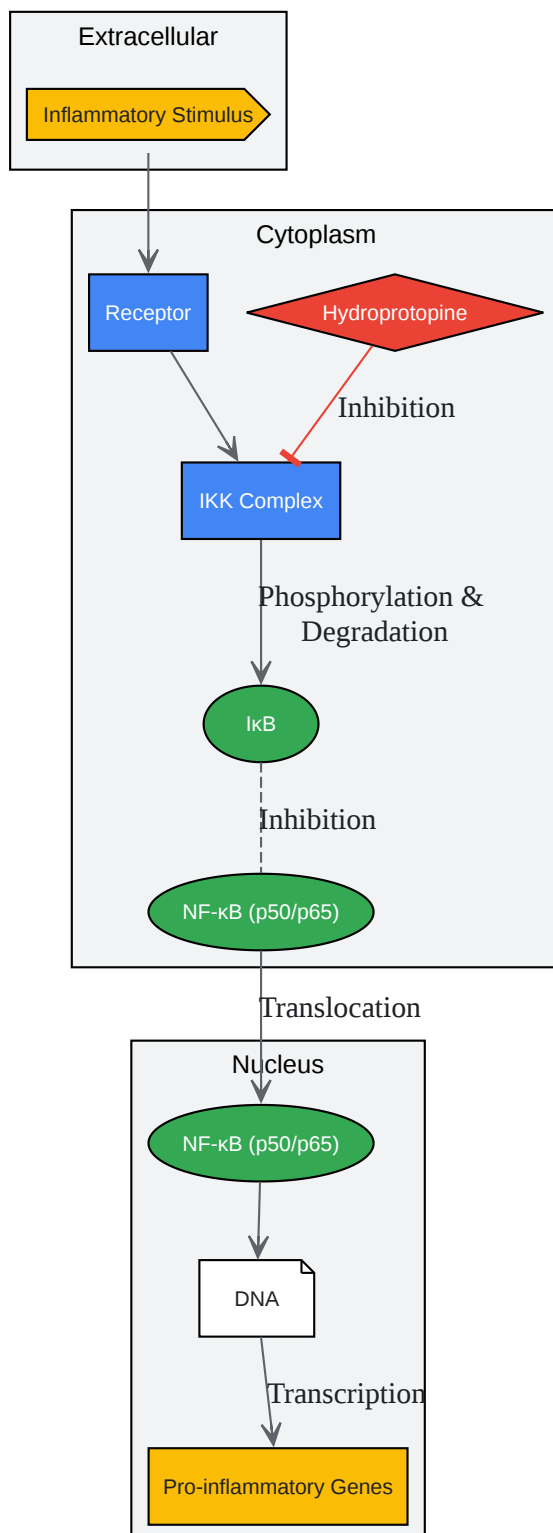 Extracellular
Inflammatory Stimulus
Cytoplasm
Receptor
Hydroprotopine
Inhibition
IKK Complex
Phosphorylation &
Degradation
IκB
Inhibition
NF-κB (p50/p65)
Translocation
Nucleus
NF-κB (p50/p65)
DNA
Transcription
Pro-inflammatory Genes